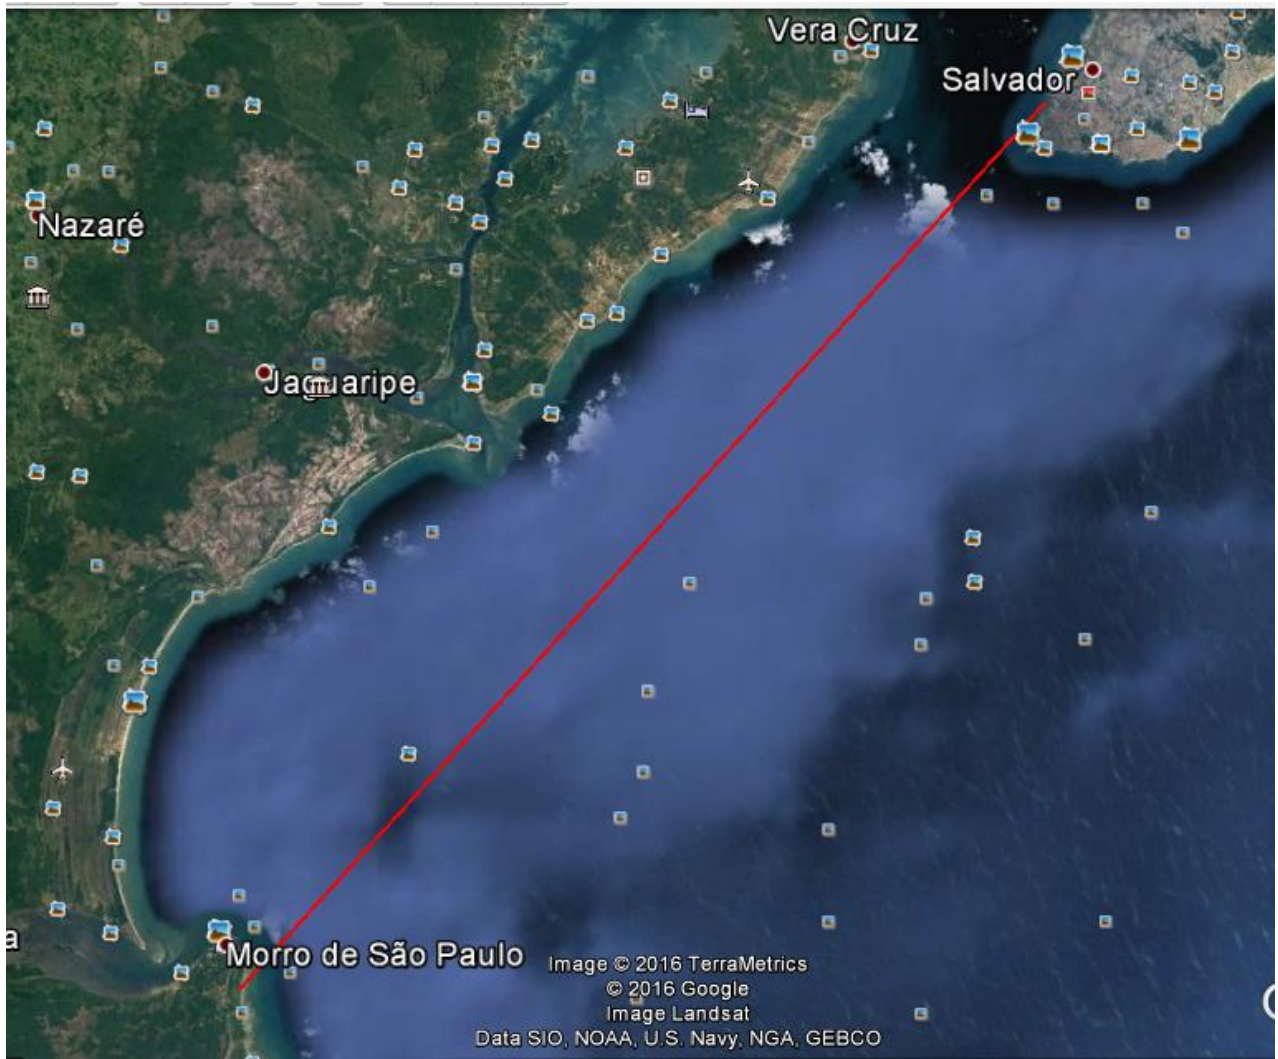 Vera Cruz
Salvador
Nazaré
Jaguaripe
a
Morro de São Paulo
Image © 2016 TerraMetrics
© 2016 Google
Image Landsat
Data SIO, NOAA, U.S. Navy, NGA, GEBCO